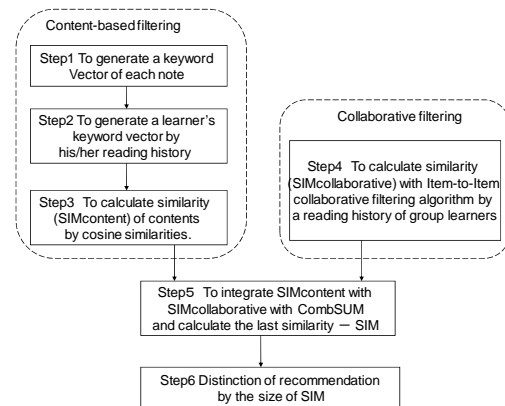 Content-based filtering
Step1 To generate a keyword
Vector of each note
Step2 To generate a learner's
keyword vector by
his/her reading history
Step3 To calculate similarity
(SIMcontent) of contents
by cosine similarities.
Collaborative filtering
Step4 To calculate similarity
(SIMcollaborative) with Item-to-Item
collaborative filtering algorithm by
a reading history of group learners
Step5 To integrate SIMcontent with
SIMcollaborative with CombSUM
and calculate the last similarity – SIM
Step6 Distinction of recommendation
by the size of SIM